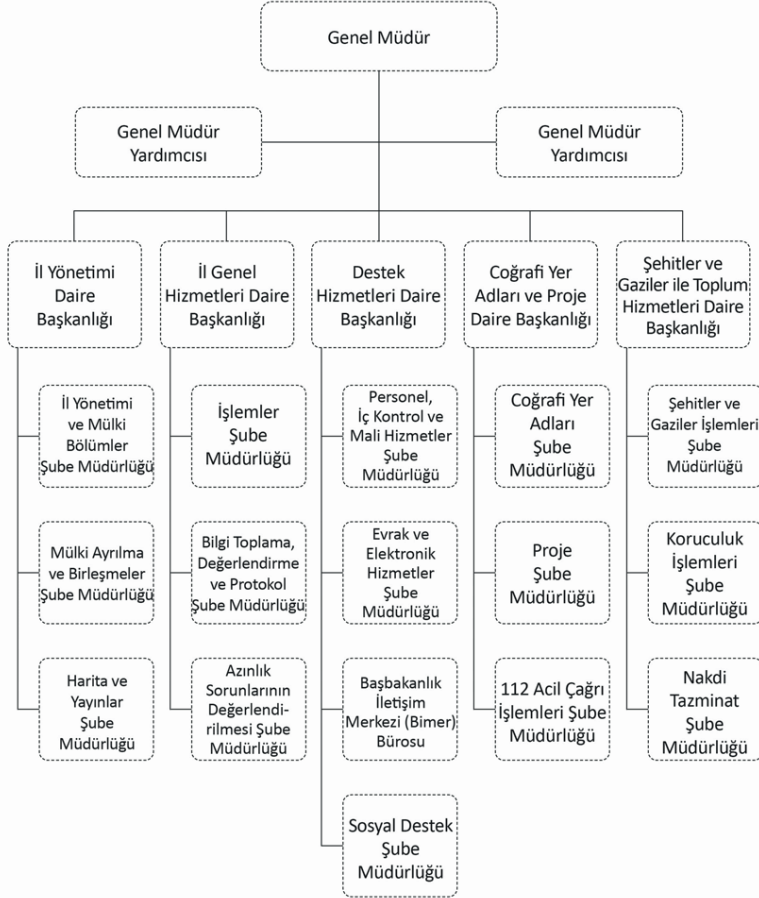 Genel Müdür
Genel Müdür
Yardımcısı
Genel Müdür
Yardımcısı
İl Yönetimi
Daire
Başkanlığı
İl Genel
Hizmetleri Daire
Başkanlığı
Destek
Hizmetleri Daire
Başkanlığı
Coğrafi Yer
Adları ve Proje
Daire Başkanlığı
Şehitler ve
Gaziler ile Toplum
Hizmetleri Daire
Başkanlığı
İl Yönetimi
ve Mülki
Bölümler
Şube Müdürlüğü
İşlemler
Şube
Müdürlüğü
Personel,
İç Kontrol ve
Mali Hizmetler
Şube
Müdürlüğü
Coğrafi Yer
Adları
Şube
Müdürlüğü
Şehitler ve
Gaziler İşlemleri
Şube
Müdürlüğü
Mülki Ayrılma
ve Birleşmeler
Şube Müdürlüğü
Bilgi Toplama,
Değerlendirme
ve Protokol
Şube Müdürlüğü
Evrak ve
Elektronik
Hizmetler
Şube
Müdürlüğü
Proje
Şube
Müdürlüğü
Koruculuk
İşlemleri
Şube
Müdürlüğü
Harita ve
Yayınlar
Şube
Müdürlüğü
Azınlık
Sorunlarının
Değerlendi-
rilmesi Şube
Müdürlüğü
Başbakanlık
İletişim
Merkezi (Bimer)
Bürosu
112 Acil Çağrı
İşlemleri Şube
Müdürlüğü
Nakdi
Tazminat
Şube
Müdürlüğü
Sosyal Destek
Şube
Müdürlüğü